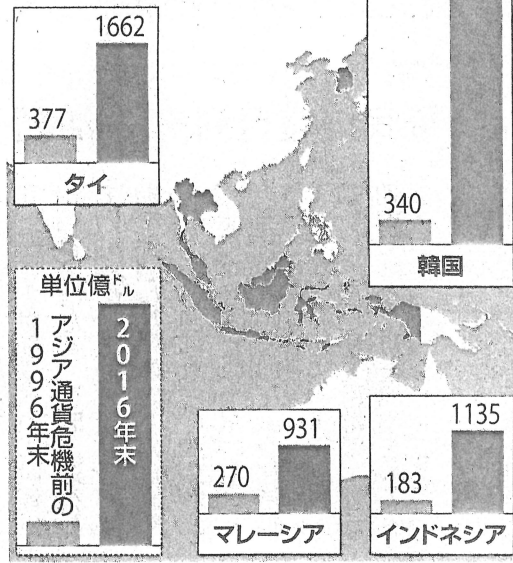 1662
377
タイ
340
韓国
単位億ドル
アジア通貨危機前の
1996年末
2016年末
931
270
マレーシア
1135
183
インドネシア